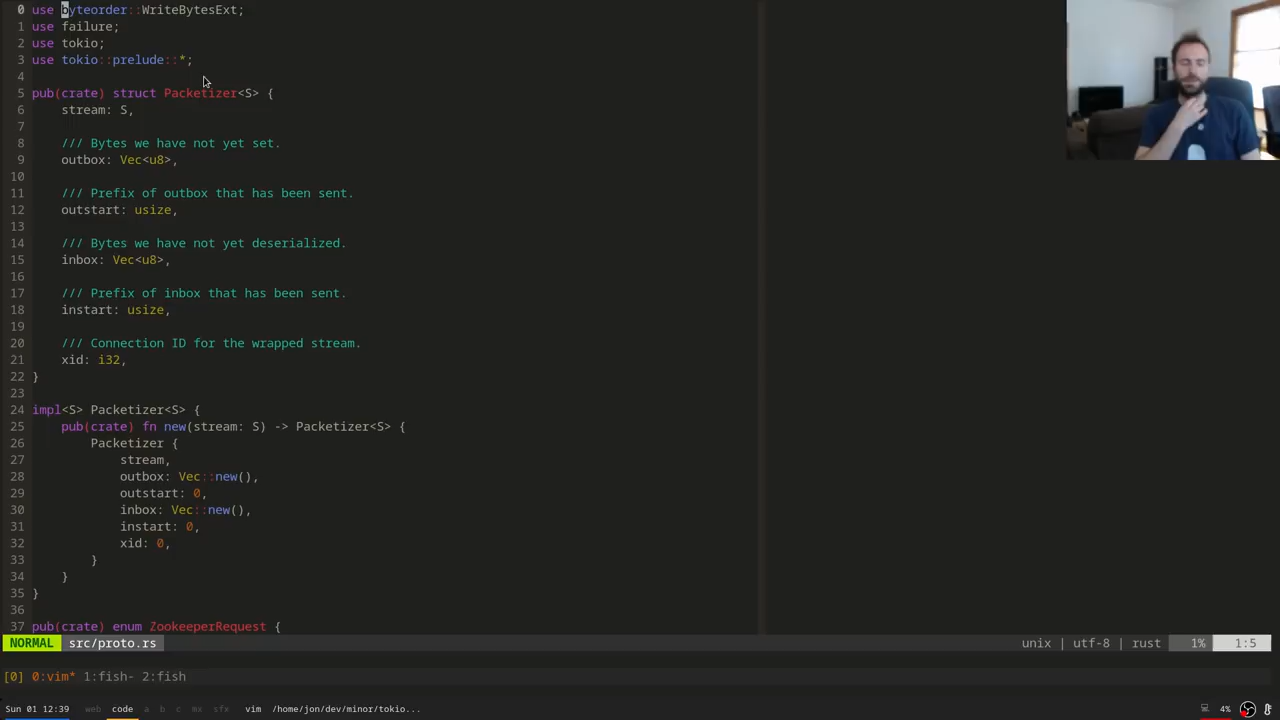 0 use byteorder::WriteBytesExt;
1 use failure;
2 use tokio;
3 use tokio::prelude::*;
4
5 pub(crate) struct Packetizer<S> {
6     stream: S,
7
8     /// Bytes we have not yet set.
9     outbox: Vec<u8>,
10
11     /// Prefix of outbox that has been sent.
12     outstart: usize,
13
14     /// Bytes we have not yet deserialized.
15     inbox: Vec<u8>,
16
17     /// Prefix of inbox that has been sent.
18     instart: usize,
19
20     /// Connection ID for the wrapped stream.
21     xid: i32,
22 }
23
24 impl<S> Packetizer<S> {
25     pub(crate) fn new(stream: S) -> Packetizer<S> {
26         Packetizer {
27             stream,
28             outbox: Vec::new(),
29             outstart: 0,
30             inbox: Vec::new(),
31             instart: 0,
32             xid: 0,
33         }
34     }
35 }
36
37 pub(crate) enum ZookeeperRequest {
NORMAL src/proto.rs unix | utf-8 | rust 1% 1:5
[0] 0:vim* 1:fish- 2:fish
Sun 01 12:39 web code a b c mx sfx vim /home/jon/dev/minor/tokio... 4%